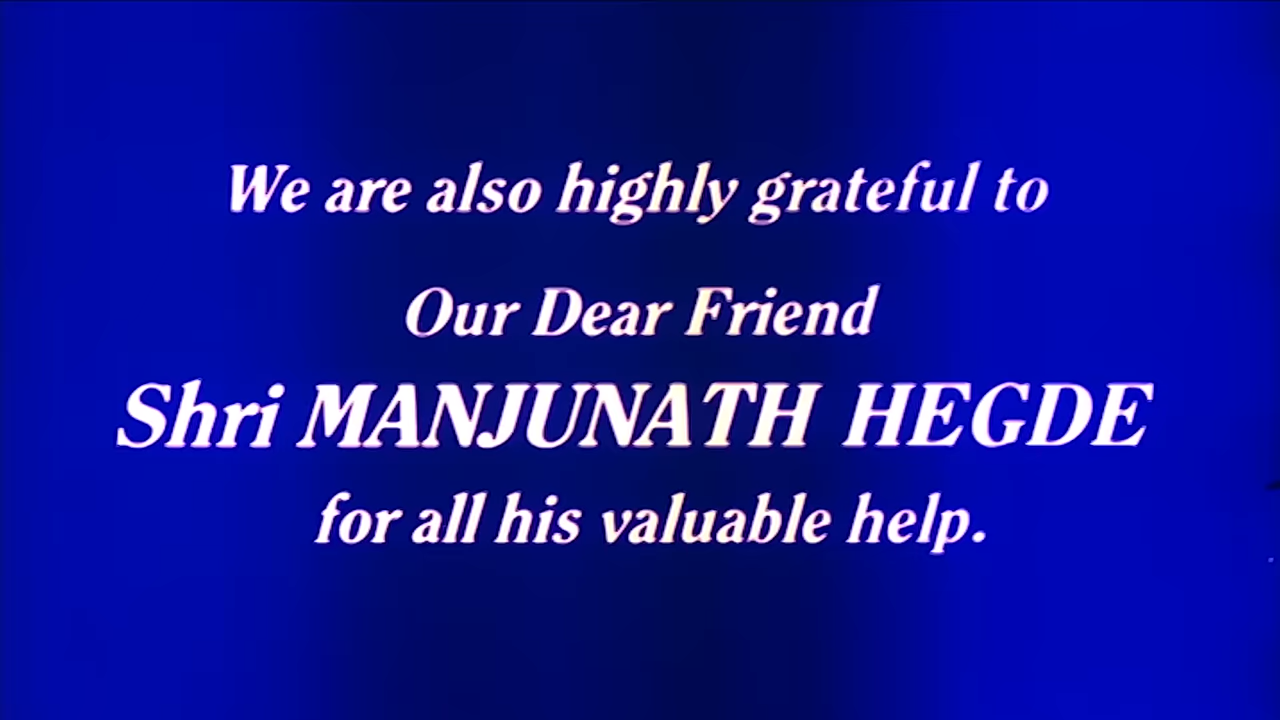 We are also highly grateful to
Our Dear Friend
Shri MANJUNATH HEGDE
for all his valuable help.